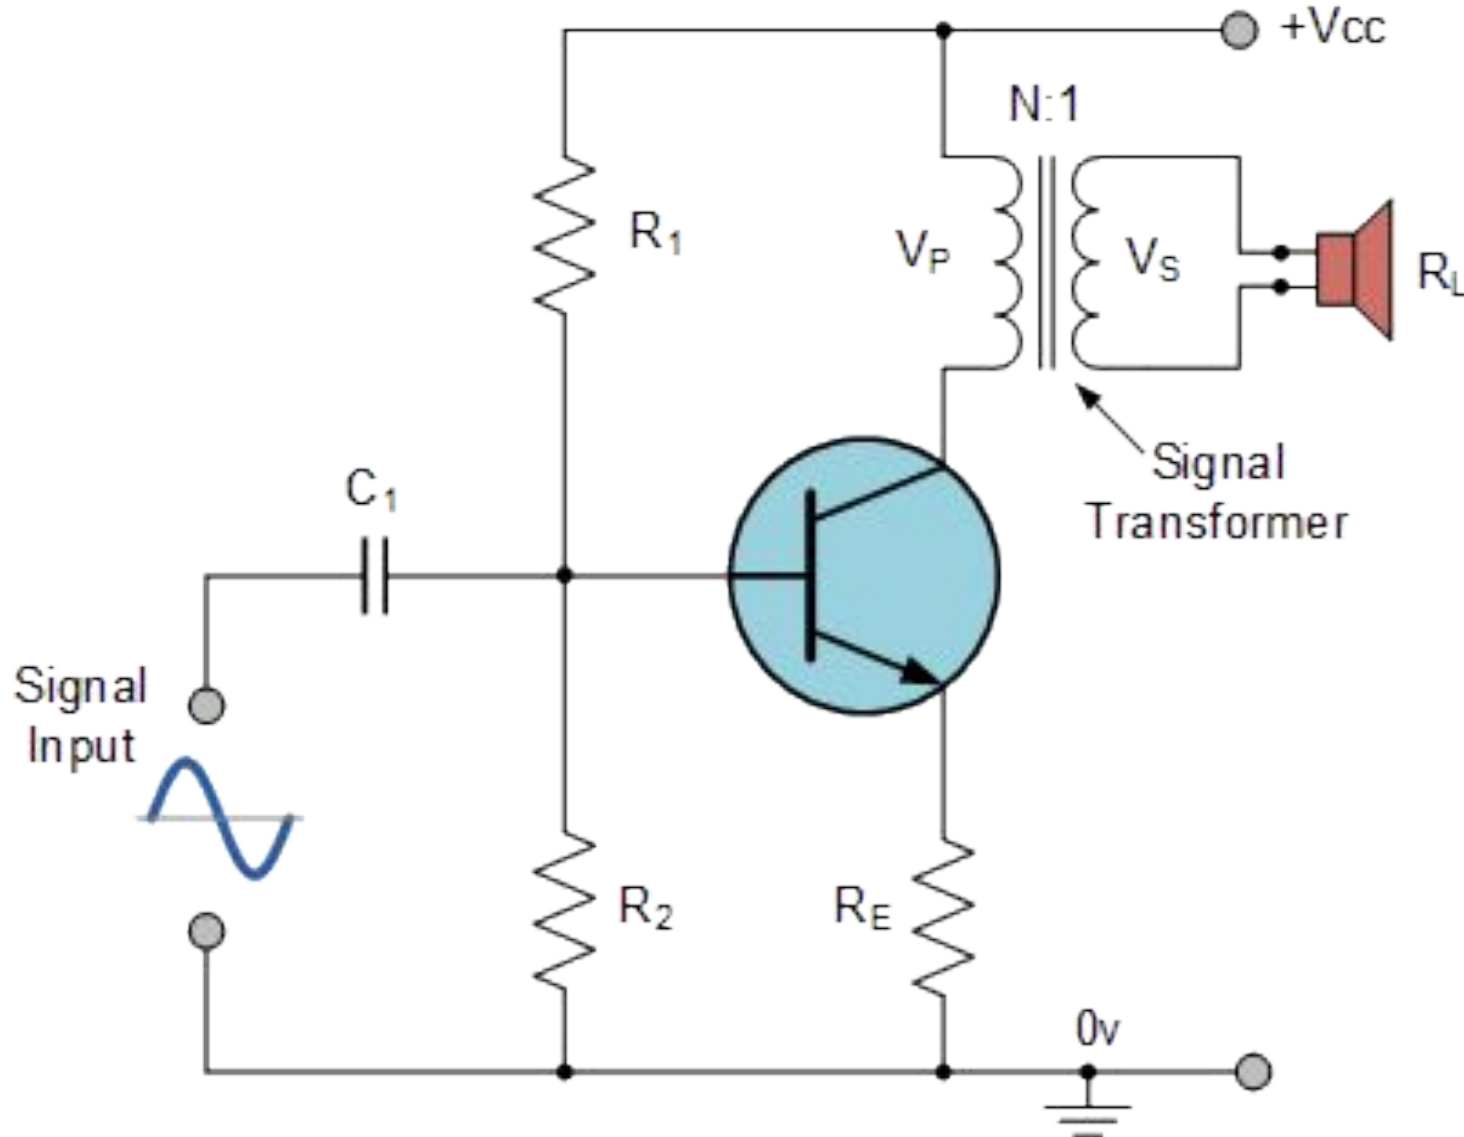 +Vcc
N:1
R1
VP
VS
RL
C1
Signal
Transformer
Signal
Input
R2
RE
0v